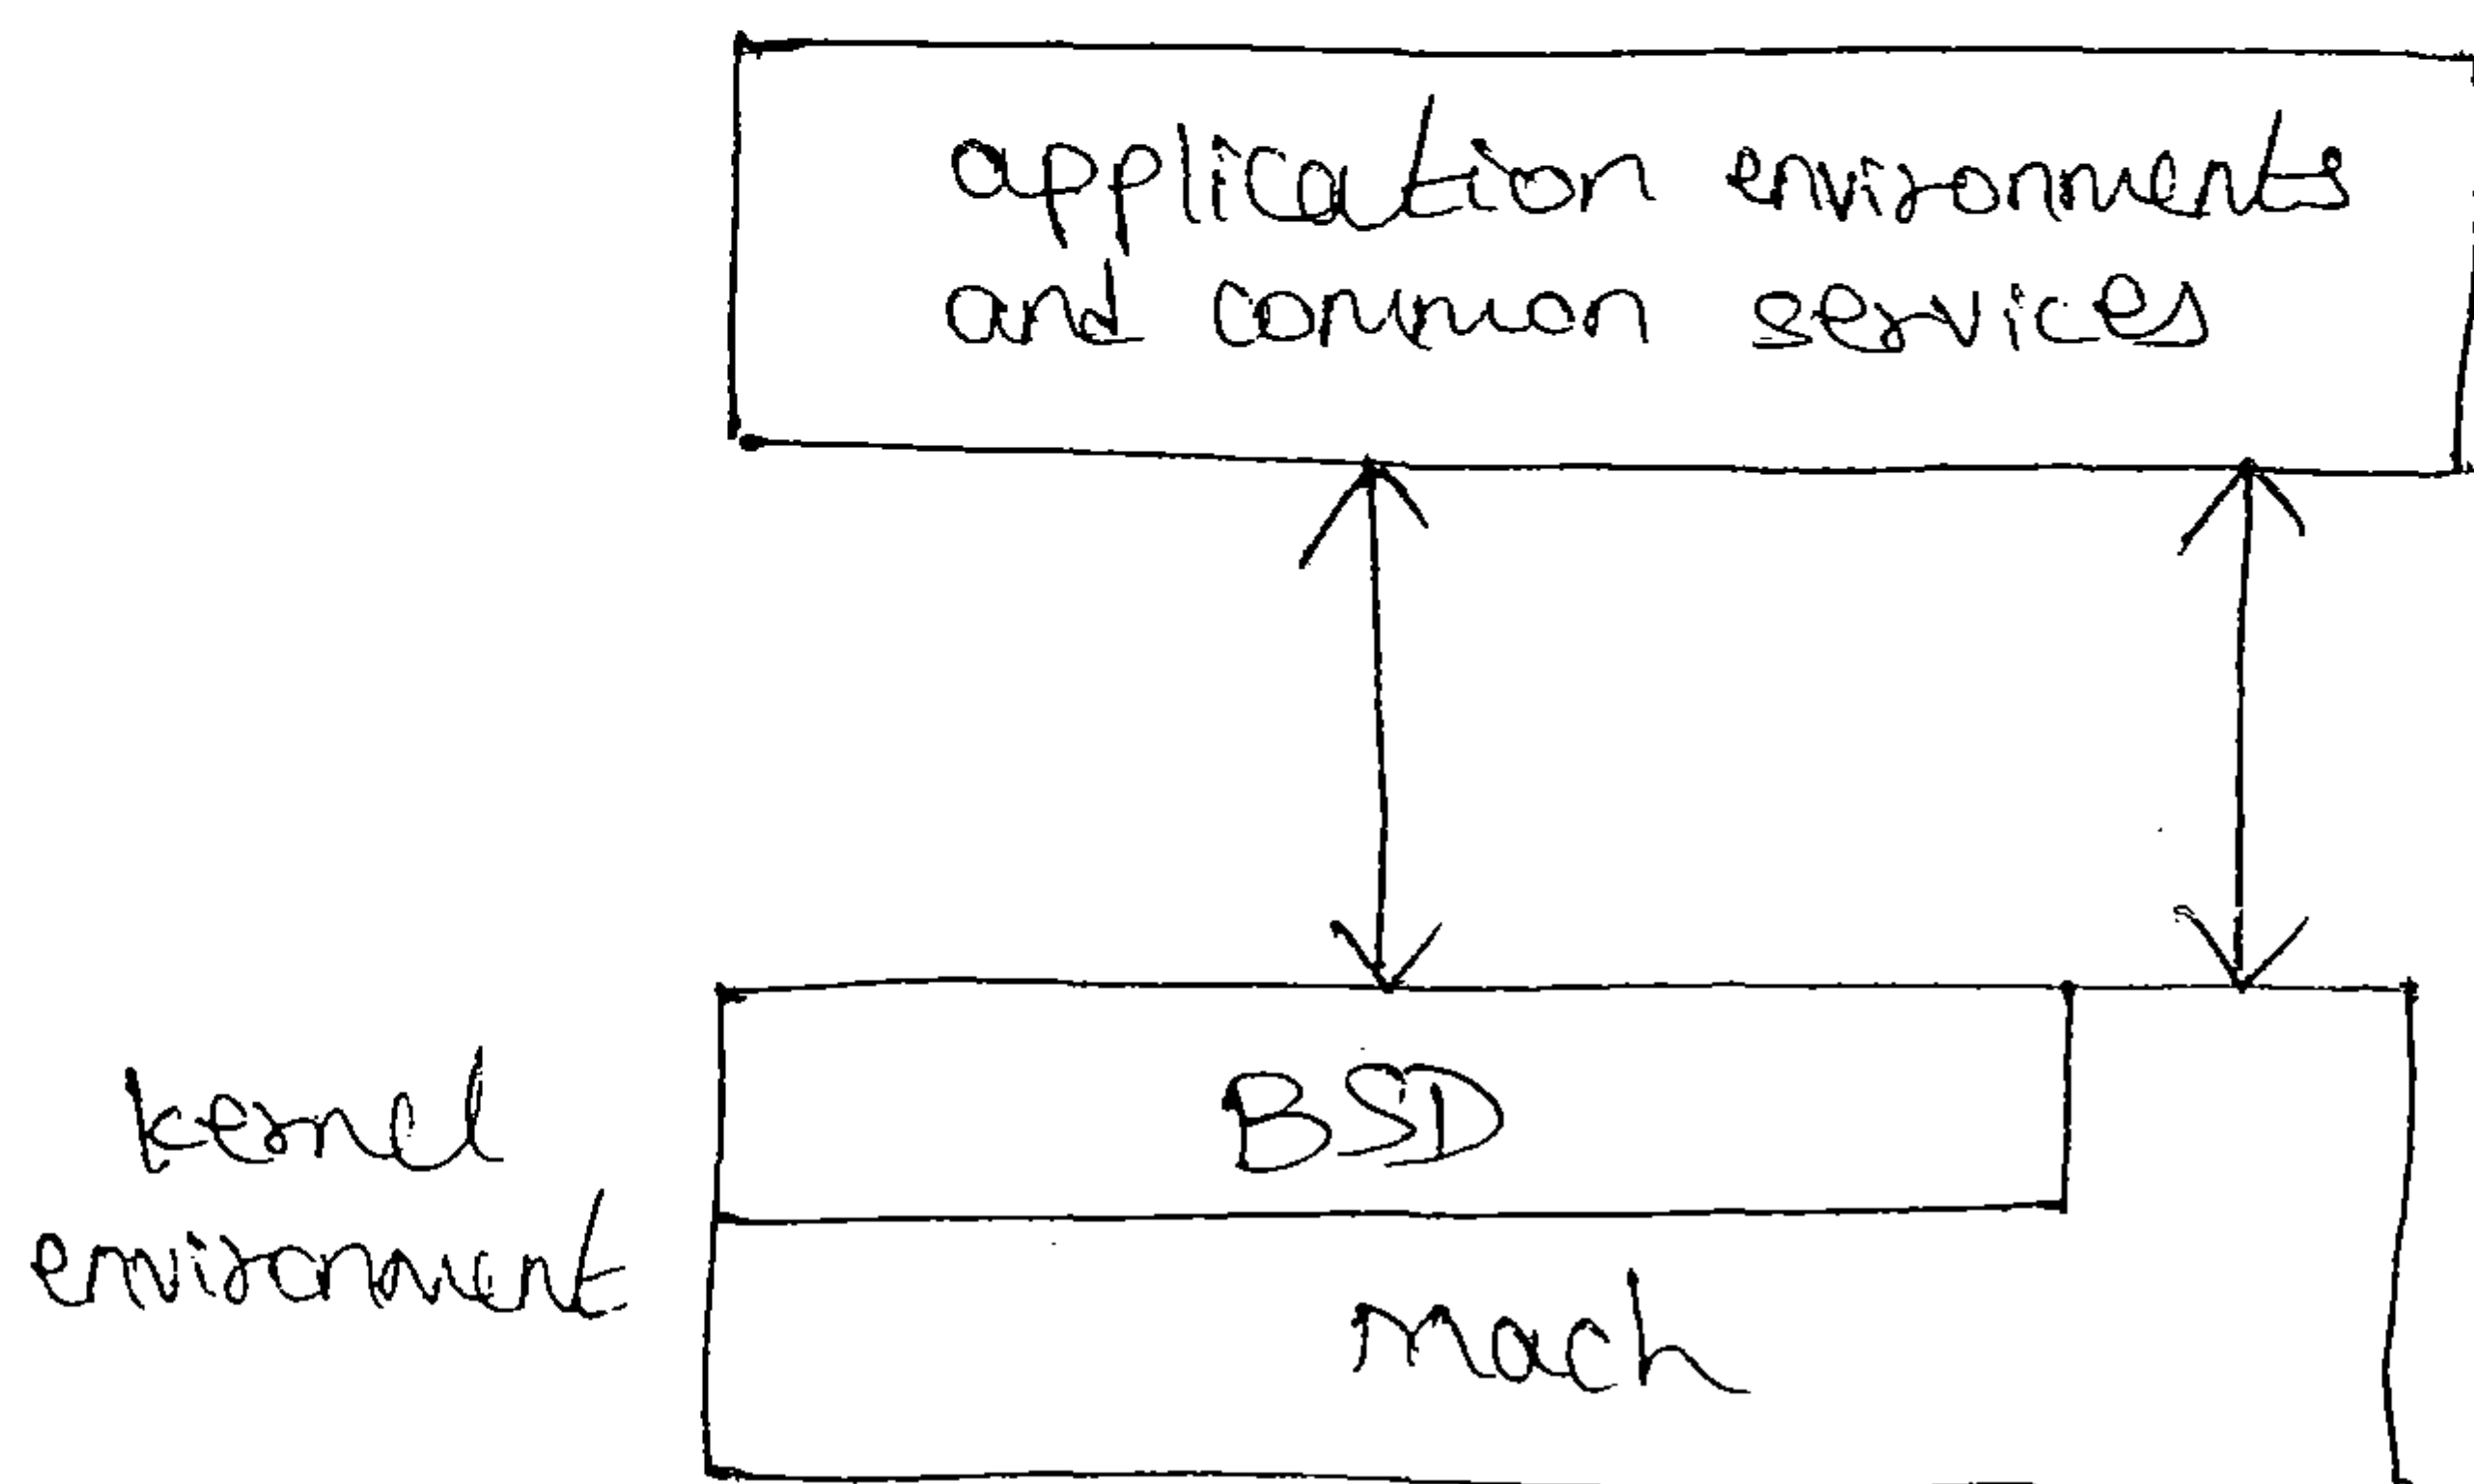 application environments
and common services
kernel
environment
BSD
Mach